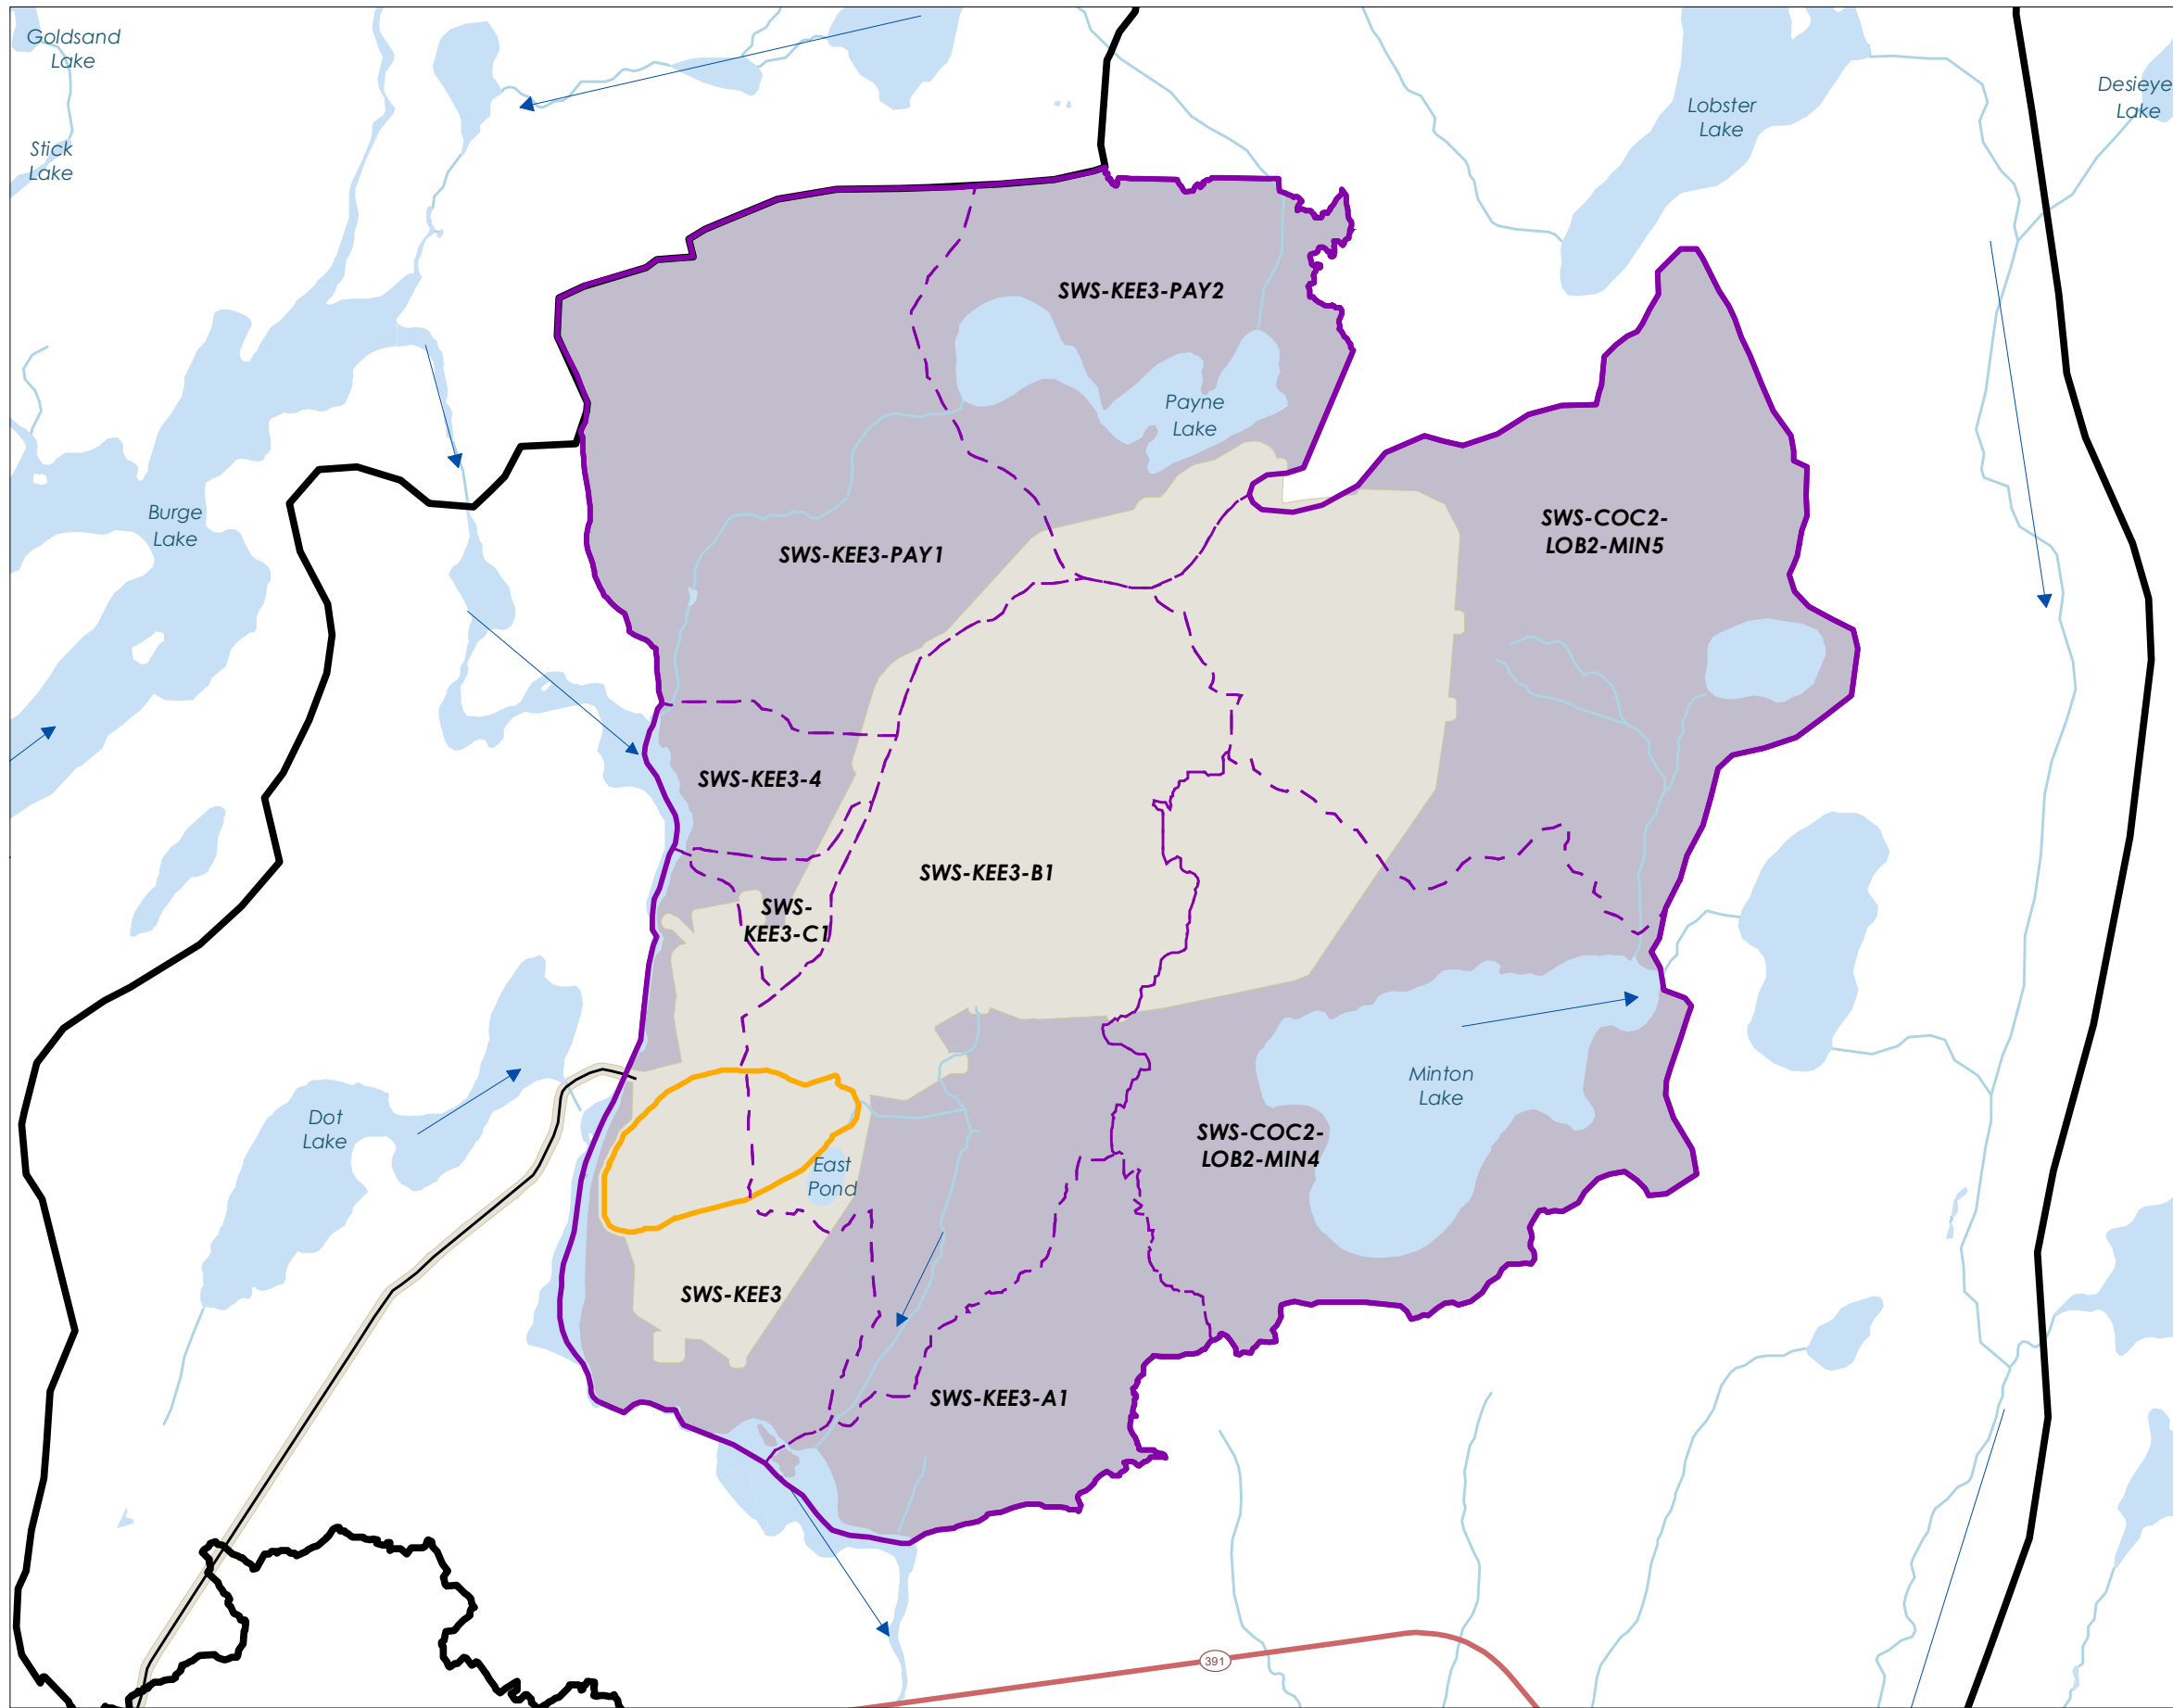 Goldsand
Lake
Stick
Lake
Lobster
Lake
Desieye
Lake
SWS-KEE3-PAY2
Payne
Lake
Burge
Lake
SWS-KEE3-PAY1
SWS-COC2-
LOB2-MIN5
SWS-KEE3-4
SWS-KEE3-B1
SWS-
KEE3-C1
Minton
Lake
Dot
Lake
SWS-COC2-
LOB2-MIN4
East
Pond
SWS-KEE3
SWS-KEE3-A1
391